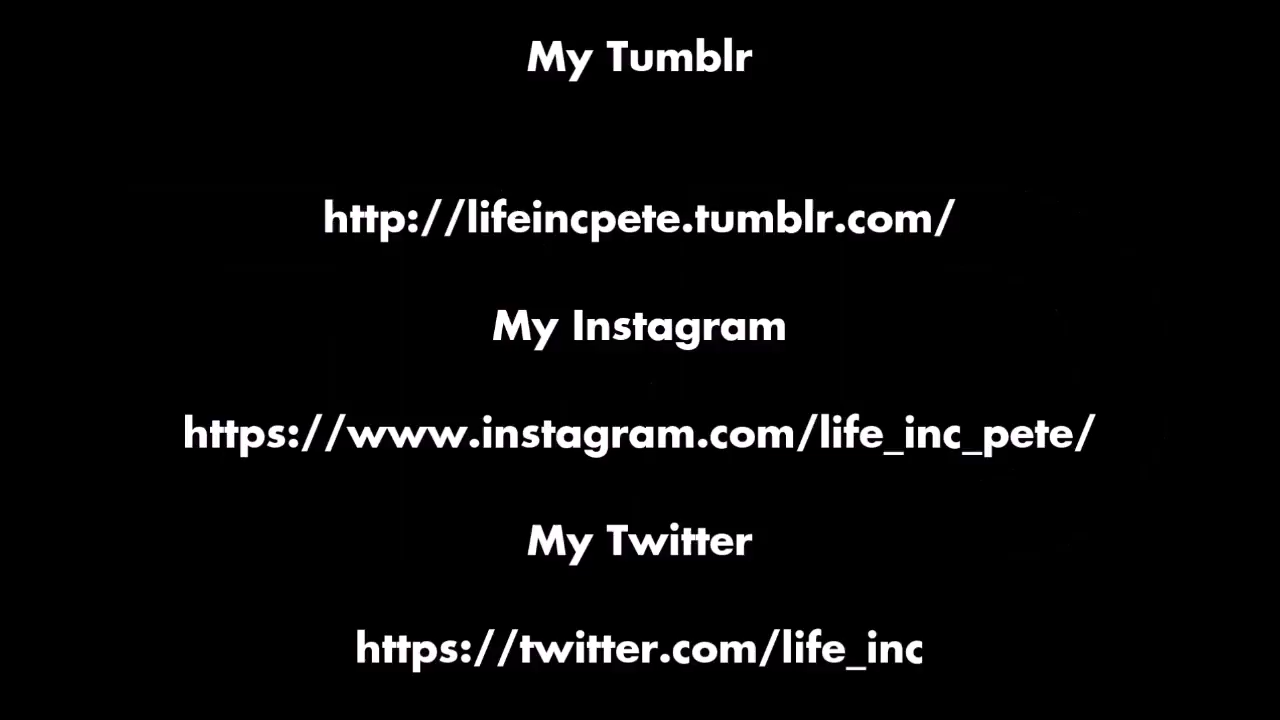 My Tumblr
http://lifeincpete.tumblr.com/
My Instagram
https://www.instagram.com/life_inc_pete/
My Twitter
https://twitter.com/life_inc